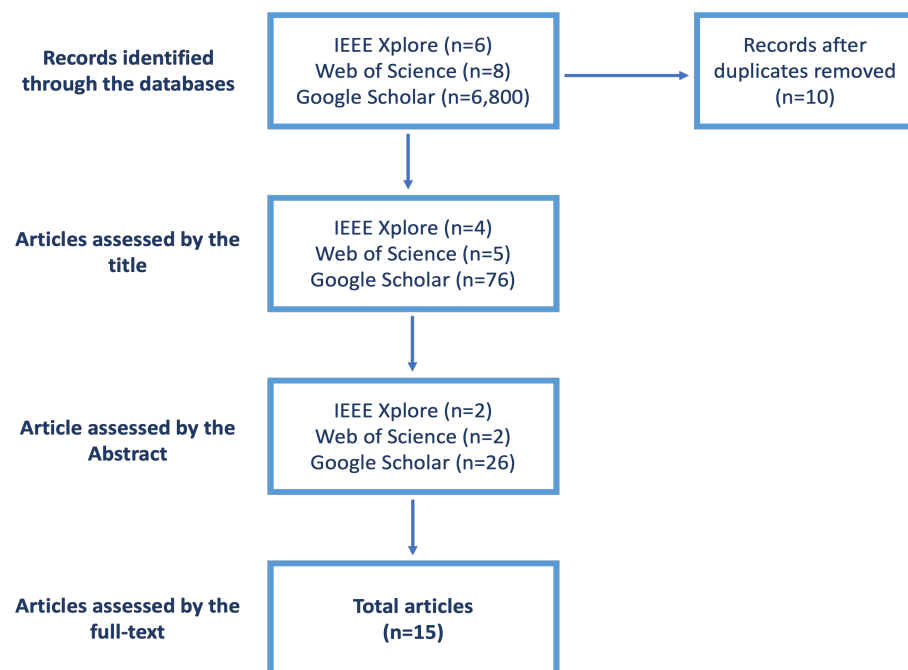 Records identified
through the databases
IEEE Xplore (n=6)
Web of Science (n=8)
Google Scholar (n=6,800)
Records after
duplicates removed
(n=10)
Articles assessed by the
title
IEEE Xplore (n=4)
Web of Science (n=5)
Google Scholar (n=76)
Article assessed by the
Abstract
IEEE Xplore (n=2)
Web of Science (n=2)
Google Scholar (n=26)
Articles assessed by the
full-text
Total articles
(n=15)